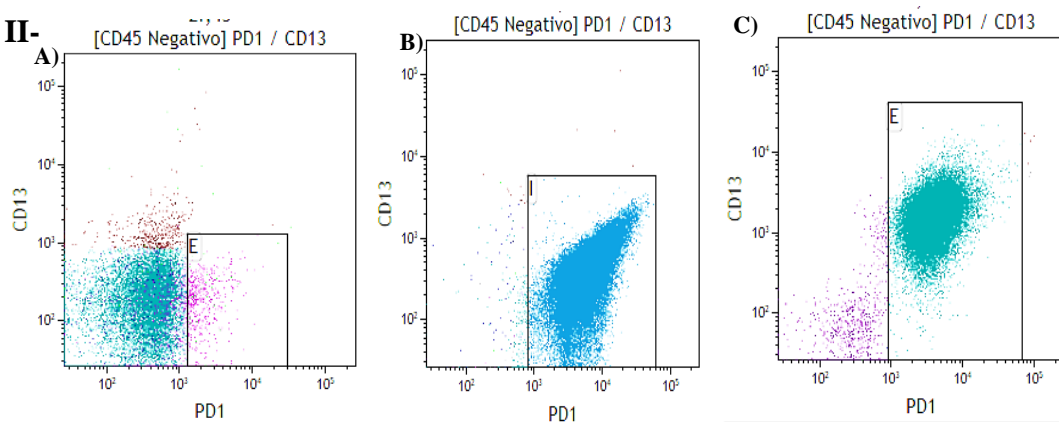 II-
A)
[CD45 Negativo] PD1 / CD13
10⁵
10⁴
10³
10²
CD13
E
10² 10³ 10⁴ 10⁵
PD1
B)
[CD45 Negativo] PD1 / CD13
10⁵
10⁴
10³
10²
CD13
I
10² 10³ 10⁴ 10⁵
PD1
C)
[CD45 Negativo] PD1 / CD13
10⁵
10⁴
10³
10²
CD13
E
10² 10³ 10⁴ 10⁵
PD1